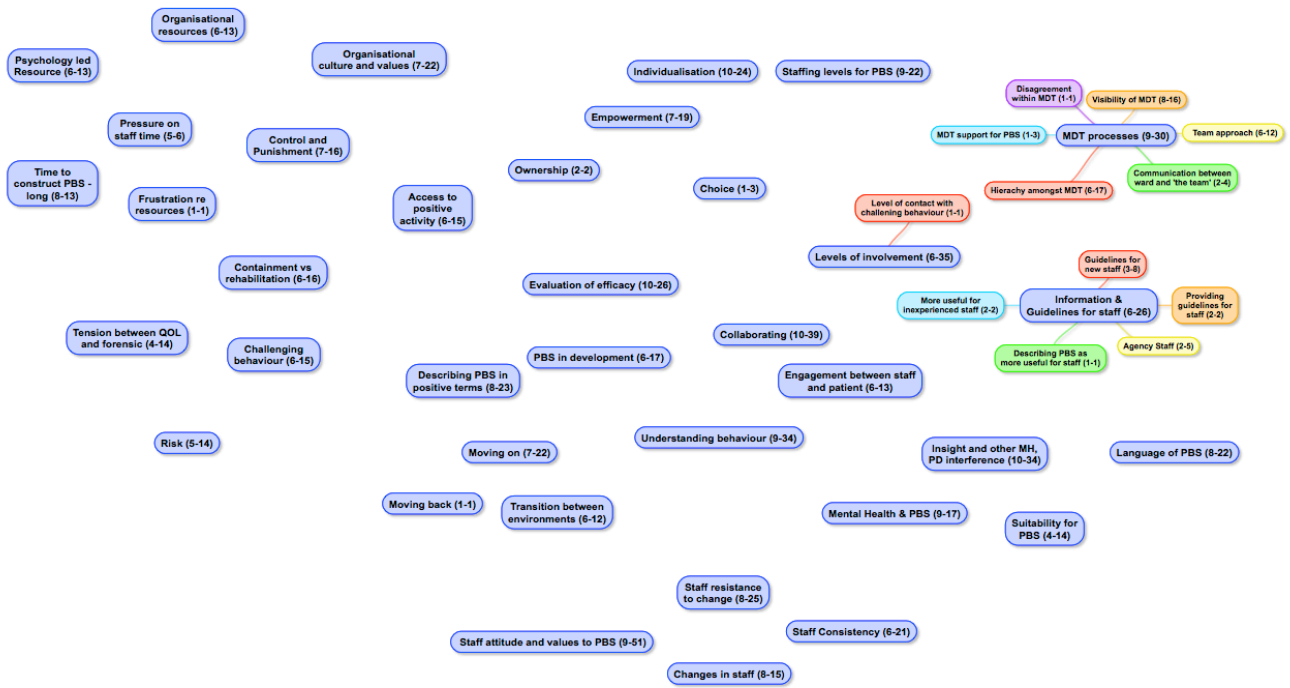 Organisational
resources (6-13)
Psychology led
Resource (6-13)
Organisational
culture and values (7-22)
Individualisation (10-24)
Staffing levels for PBS (9-22)
Disagreement
within MDT (1-1)
Visibility of MDT (8-16)
Pressure on
staff time (5-6)
Control and
Punishment (7-16)
Empowerment (7-19)
MDT support for PBS (1-3)
MDT processes (9-30)
Team approach (6-12)
Time to
construct PBS -
long (8-13)
Frustration re
resources (1-1)
Access to
positive
activity (6-15)
Ownership (2-2)
Choice (1-3)
Hierachy amongst MDT (6-17)
Communication between
ward and 'the team' (2-4)
Level of contact with
challening behaviour (1-1)
Levels of involvement (6-35)
Containment vs
rehabilitation (6-16)
Evaluation of efficacy (10-26)
Guidelines for
new staff (3-8)
More useful for
inexperienced staff (2-2)
Information &
Guidelines for staff (6-26)
Providing
guidelines for
staff (2-2)
Tension between QOL
and forensic (4-14)
Challenging
behaviour (6-15)
Collaborating (10-39)
Describing PBS as
more useful for staff (1-1)
Agency Staff (2-5)
PBS in development (6-17)
Describing PBS in
positive terms (8-23)
Engagement between staff
and patient (6-13)
Risk (5-14)
Understanding behaviour (9-34)
Moving on (7-22)
Insight and other MH,
PD interference (10-34)
Language of PBS (8-22)
Moving back (1-1)
Transition between
environments (6-12)
Mental Health & PBS (9-17)
Suitability for
PBS (4-14)
Staff resistance
to change (8-25)
Staff attitude and values to PBS (9-51)
Staff Consistency (6-21)
Changes in staff (8-15)